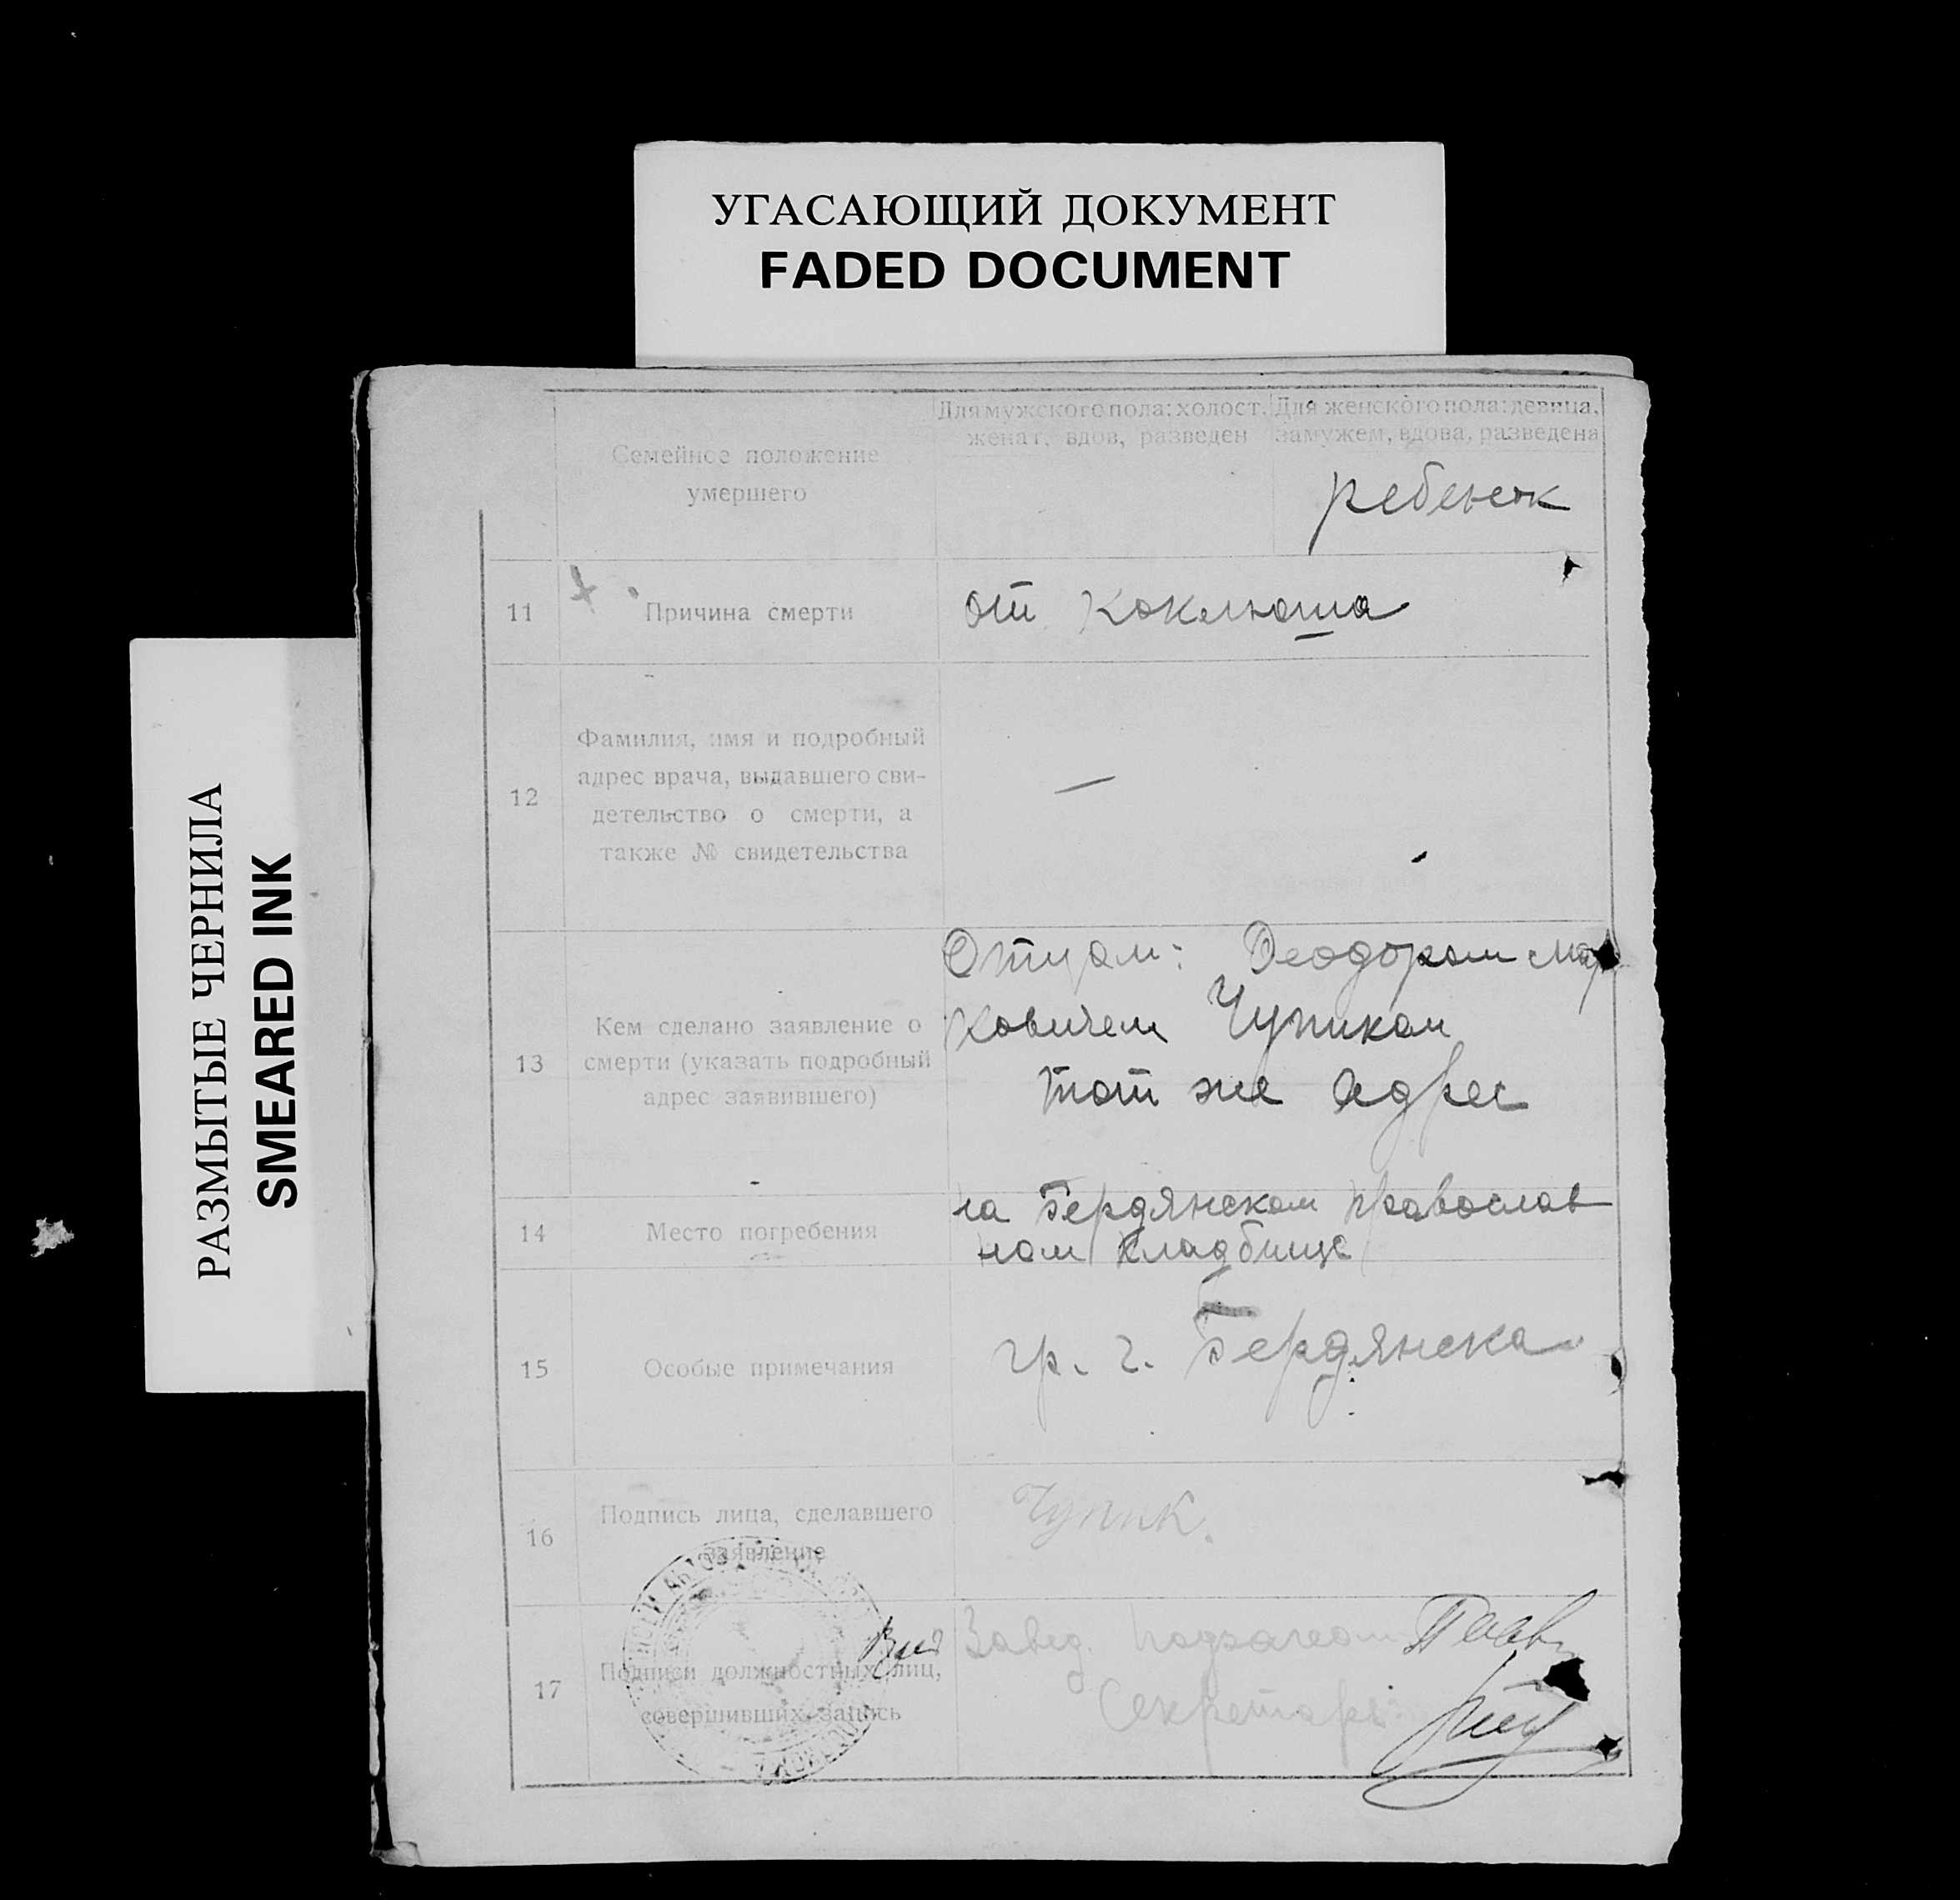 УГАСАЮЩИЙ ДОКУМЕНТ
FADED DOCUMENT
РАЗМЫТЫЕ ЧЕРНИЛА
SMEARED INK
Семейное положение
умершего
Для мужского пола: холост,
женат, вдов, разведен
Для женского пола: девица,
замужем, вдова, разведена
ребенок
11
Причина смерти
от коклюша
12
Фамилия, имя и подробный
адрес врача, выдавшего сви-
детельство о смерти, а
также № свидетельства
—
13
Кем сделано заявление о
смерти (указать подробный
адрес заявившего)
Отцом: Феодором Мар
ковичем Чупиком
тот же адрес
14
Место погребения
на Бердянском православ
ном кладбище
15
Особые примечания
гр. г. Бердянска
16
Подпись лица, сделавшего
заявление
Чупик.
17
Подписи должностных лиц,
совершивших запись
Завед. Подзагсом
Секретарь: